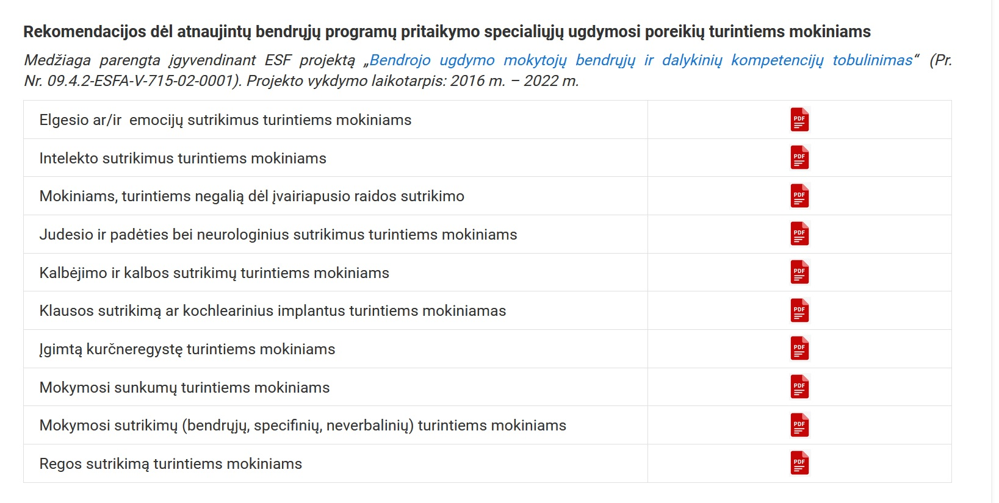 Rekomendacijos dėl atnaujintų bendrųjų programų pritaikymo specialiųjų ugdymosi poreikių turintiems mokiniams
Medžiaga parengta įgyvendinant ESF projektą „Bendrojo ugdymo mokytojų bendrųjų ir dalykinių kompetencijų tobulinimas“ (Pr.
Nr. 09.4.2-ESFA-V-715-02-0001). Projekto vykdymo laikotarpis: 2016 m. – 2022 m.
Elgesio ar/ir  emocijų sutrikimus turintiems mokiniams
PDF
Intelekto sutrikimus turintiems mokiniams
PDF
Mokiniams, turintiems negalią dėl įvairiapusio raidos sutrikimo
PDF
Judesio ir padėties bei neurologinius sutrikimus turintiems mokiniams
PDF
Kalbėjimo ir kalbos sutrikimų turintiems mokiniams
PDF
Klausos sutrikimą ar kochlearinius implantus turintiems mokiniamas
PDF
Įgimtą kurčneregystę turintiems mokiniams
PDF
Mokymosi sunkumų turintiems mokiniams
PDF
Mokymosi sutrikimų (bendrųjų, specifinių, neverbalinių) turintiems mokiniams
PDF
Regos sutrikimą turintiems mokiniams
PDF